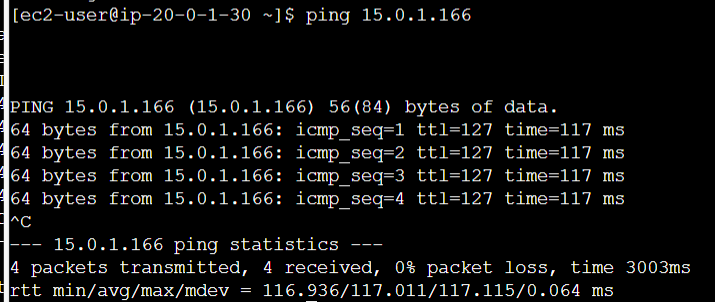 [ec2-user@ip-20-0-1-30 ~]$ ping 15.0.1.166
PING 15.0.1.166 (15.0.1.166) 56(84) bytes of data.
64 bytes from 15.0.1.166: icmp_seq=1 ttl=127 time=117 ms
64 bytes from 15.0.1.166: icmp_seq=2 ttl=127 time=117 ms
64 bytes from 15.0.1.166: icmp_seq=3 ttl=127 time=117 ms
64 bytes from 15.0.1.166: icmp_seq=4 ttl=127 time=117 ms
^C
--- 15.0.1.166 ping statistics ---
4 packets transmitted, 4 received, 0% packet loss, time 3003ms
rtt min/avg/max/mdev = 116.936/117.011/117.115/0.064 ms